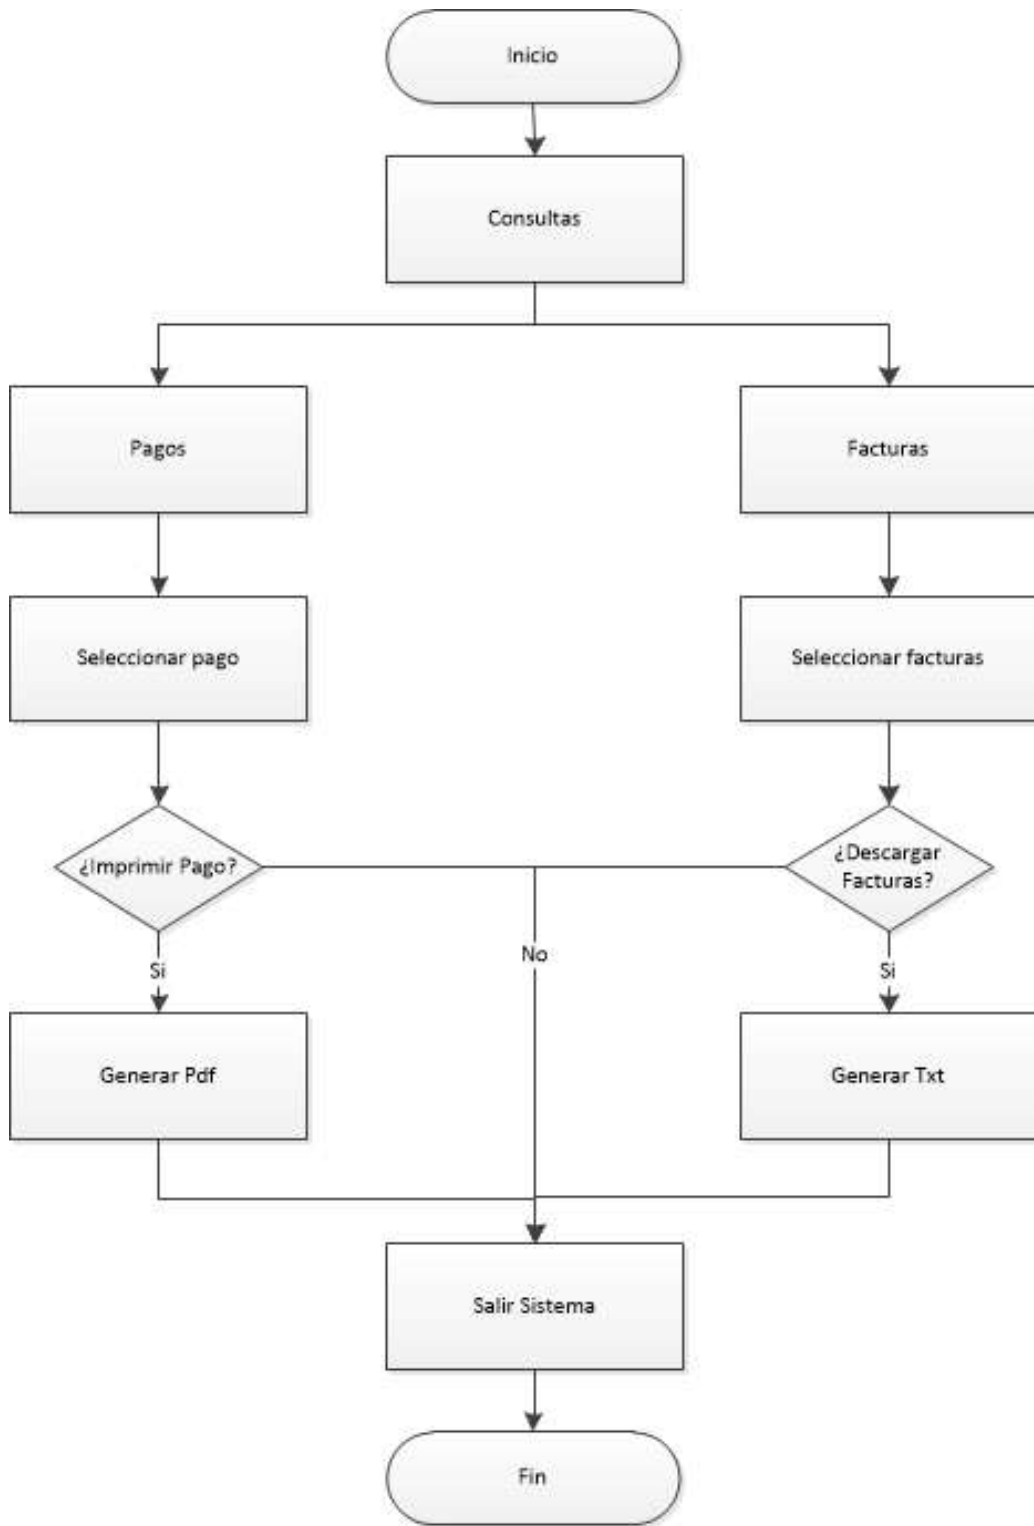 Inicio
Consultas
Pagos
Facturas
Seleccionar pago
Seleccionar facturas
¿Imprimir Pago?
¿Descargar
Facturas?
No
Si
Si
Generar Pdf
Generar Txt
Salir Sistema
Fin